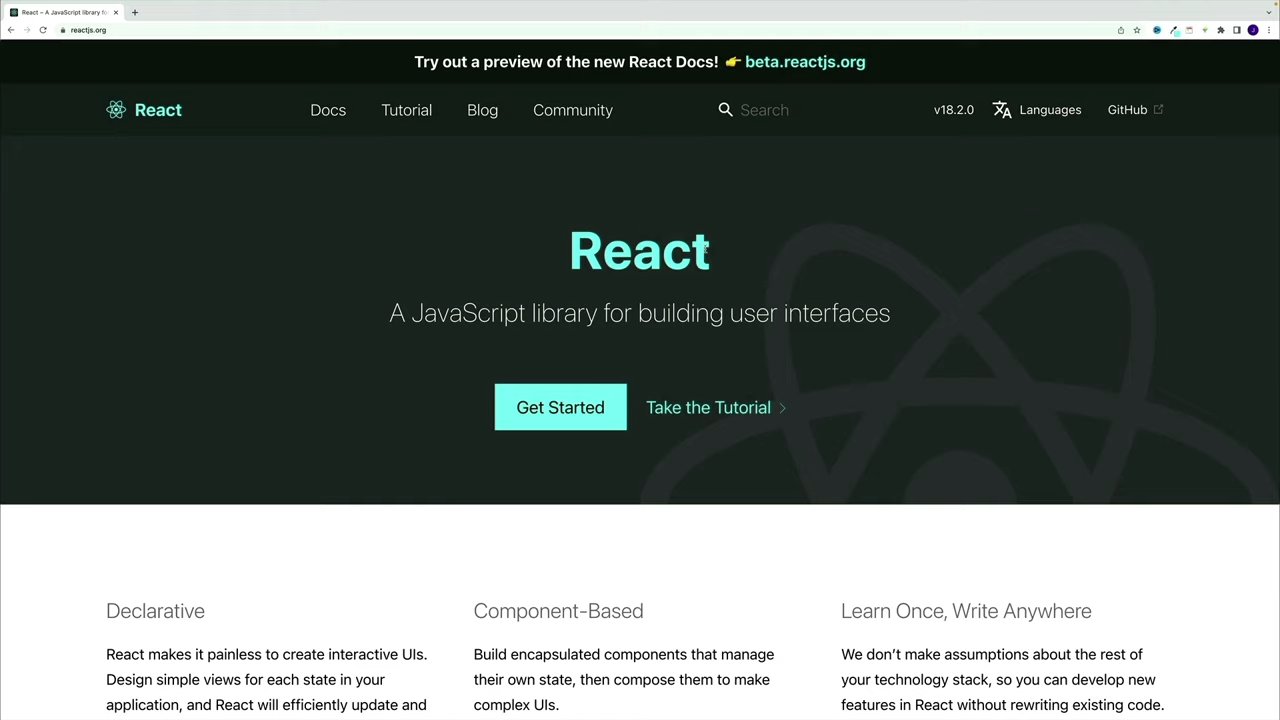 React – A JavaScript library fo
reactjs.org
J
Try out a preview of the new React Docs! 👉 beta.reactjs.org
React
Docs
Tutorial
Blog
Community
Search
v18.2.0
Languages
GitHub
React
A JavaScript library for building user interfaces
Get Started
Take the Tutorial
Declarative
React makes it painless to create interactive UIs.
Design simple views for each state in your
application, and React will efficiently update and
Component-Based
Build encapsulated components that manage
their own state, then compose them to make
complex UIs.
Learn Once, Write Anywhere
We don’t make assumptions about the rest of
your technology stack, so you can develop new
features in React without rewriting existing code.